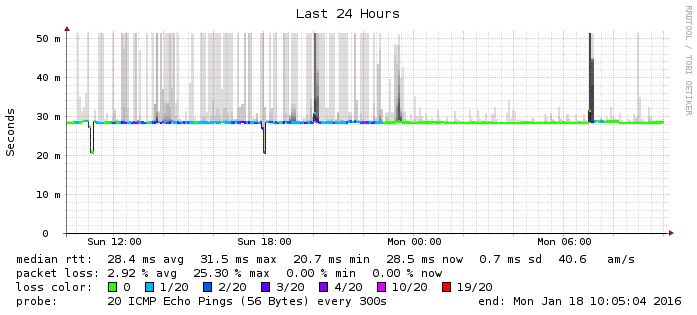 Last 24 Hours
RRDTOOL / TOBI OETIKER
Seconds
50 m
40 m
30 m
20 m
10 m
0
Sun 12:00 Sun 18:00 Mon 00:00 Mon 06:00
median rtt: 28.4 ms avg 31.5 ms max 20.7 ms min 28.5 ms now 0.7 ms sd 40.6 am/s
packet loss: 2.92 % avg 25.30 % max 0.00 % min 0.00 % now
loss color: 0 1/20 2/20 3/20 4/20 10/20 19/20
probe: 20 ICMP Echo Pings (56 Bytes) every 300s end: Mon Jan 18 10:05:04 2016